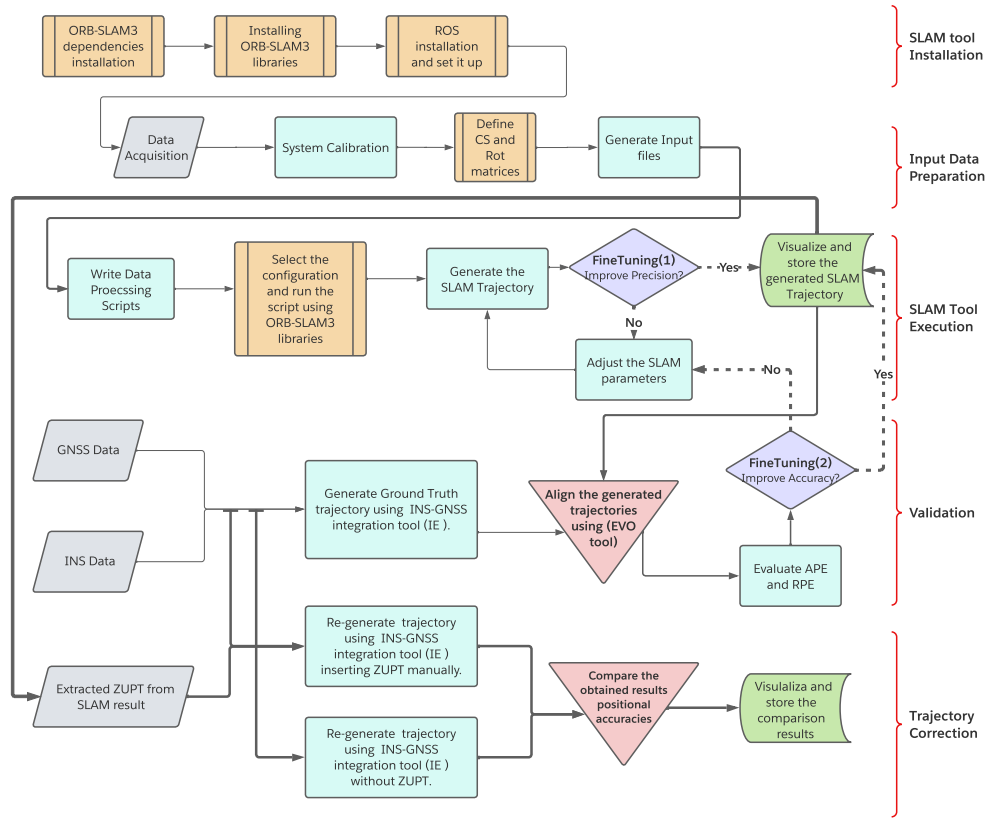 ORB-SLAM3
dependencies
installation
Installing
ORB-SLAM3
libraries
ROS
installation
and set it up
SLAM tool
Installation
Data
Acquisition
System Calibration
Define
CS and
Rot
matrices
Generate Input
files
Input Data
Preparation
Write Data
Proecssing
Scripts
Select the
configuration
and run the
script using
ORB-SLAM3
libraries
Generate the
SLAM Trajectory
FineTuning(1)
Improve Precision?
Yes
Visualize and
store the
generated SLAM
Trajectory
No
Adjust the SLAM
parameters
No
Yes
SLAM Tool
Execution
GNSS Data
INS Data
Generate Ground Truth
trajectory using INS-GNSS
integration tool (IE ).
Align the generated
trajectories
using (EVO
tool)
FineTuning(2)
Improve Accuracy?
Evaluate APE
and RPE
Validation
Extracted ZUPT from
SLAM result
Re-generate trajectory
using INS-GNSS
integration tool (IE )
inserting ZUPT manually.
Re-generate trajectory
using INS-GNSS
integration tool (IE )
without ZUPT.
Compare the
obtained results
positional
accuracies
Visulaliza and
store the
comparison
results
Trajectory
Correction